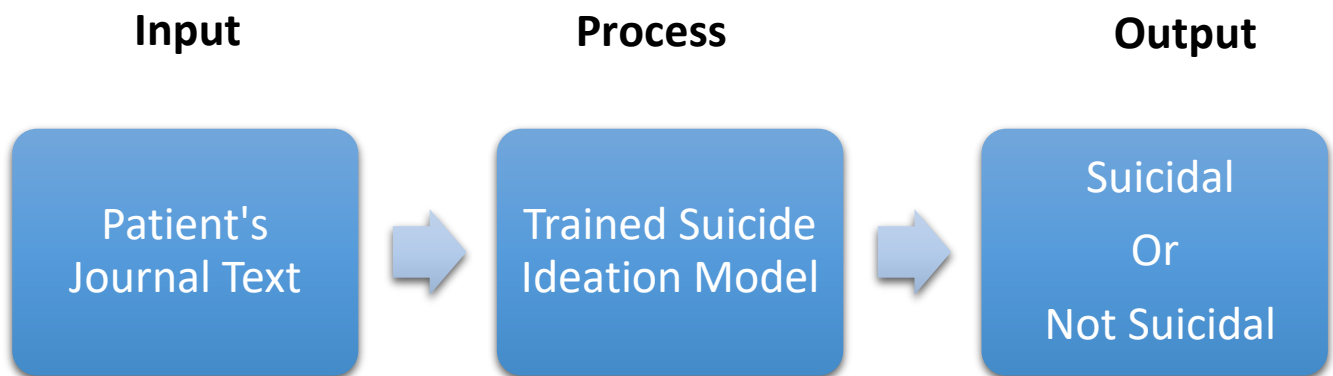 Input
Process
Output
Patient's
Journal Text
Trained Suicide
Ideation Model
Suicidal
Or
Not Suicidal